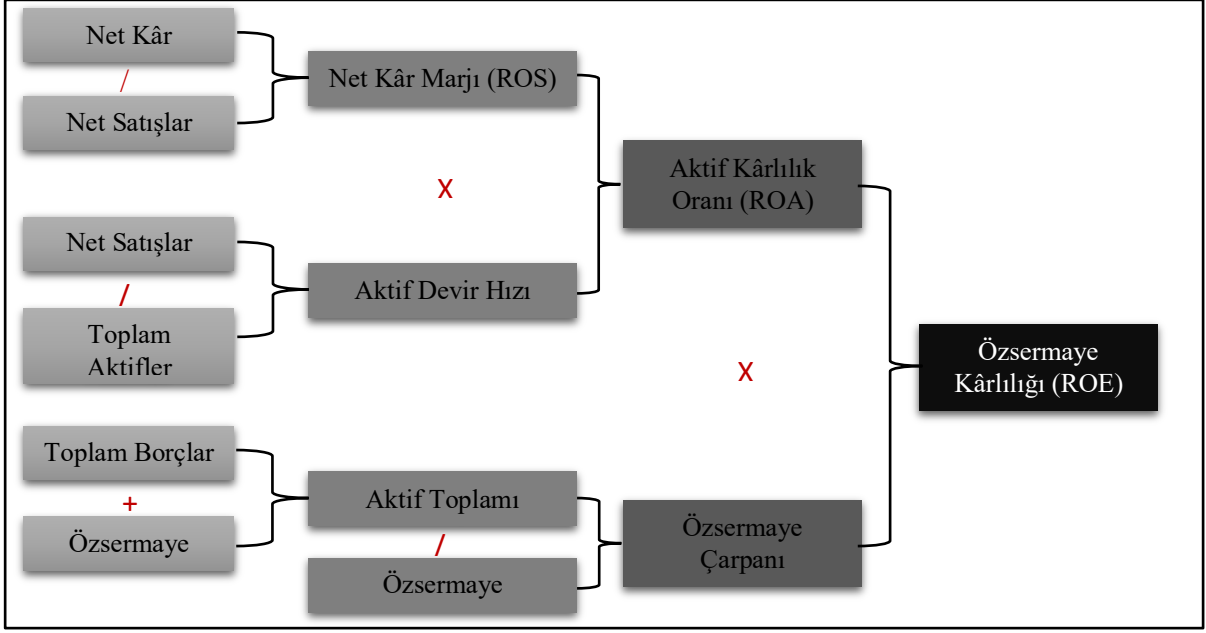 Net Kâr
/
Net Satışlar
Net Kâr Marjı (ROS)
X
Net Satışlar
/
Toplam
Aktifler
Aktif Devir Hızı
Aktif Kârlılık
Oranı (ROA)
X
Toplam Borçlar
+
Özsermaye
Aktif Toplamı
/
Özsermaye
Özsermaye
Çarpanı
Özsermaye
Kârlılığı (ROE)